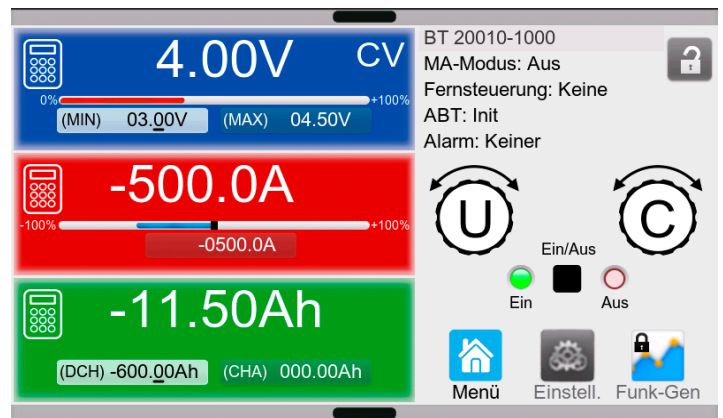 4.00V CV
0% +100%
(MIN) 03.00V (MAX) 04.50V
-500.0A
-100% +100%
-0500.0A
-11.50Ah
(DCH) -600.00Ah (CHA) 000.00Ah
BT 20010-1000
MA-Modus: Aus
Fernsteuerung: Keine
ABT: Init
Alarm: Keiner
U C
Ein/Aus
Ein Aus
Menü Einstell. Funk-Gen